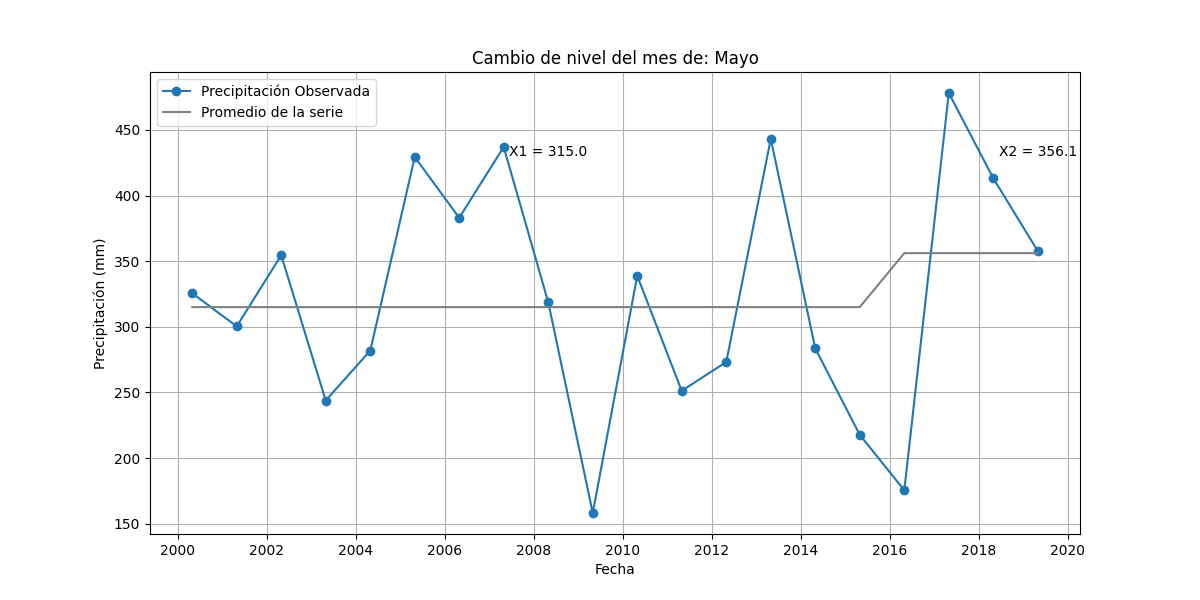 Cambio de nivel del mes de: Mayo
Precipitación Observada
Promedio de la serie
X1 = 315.0
X2 = 356.1
Precipitación (mm)
450
400
350
300
250
200
150
2000 2002 2004 2006 2008 2010 2012 2014 2016 2018 2020
Fecha